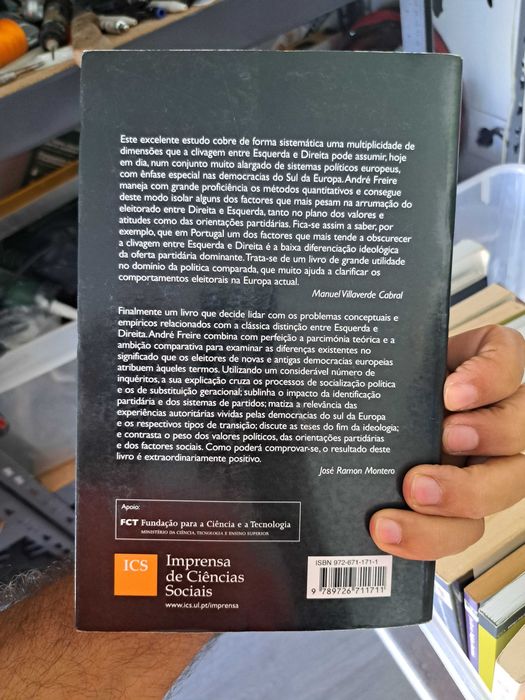 Este excelente estudo cobre de forma sistemática uma multiplicidade de
dimensões que a clivagem entre Esquerda e Direita pode assumir, hoje
em dia, num conjunto muito alargado de sistemas políticos europeus,
com ênfase especial nas democracias do Sul da Europa. André Freire
maneja com grande proficiência os métodos quantitativos e consegue
deste modo isolar alguns dos factores que mais pesam na arrumação do
eleitorado entre Direita e Esquerda, tanto no plano dos valores e
atitudes como das orientações partidárias. Fica-se assim a saber, por
exemplo, que em Portugal um dos factores que mais tende a obscurecer
a clivagem entre Esquerda e Direita é a baixa diferenciação ideológica
da oferta partidária dominante. Trata-se de um livro de grande utilidade
no domínio da política comparada, que muito ajuda a clarificar os
comportamentos eleitorais na Europa actual.
Manuel Villaverde Cabral
Finalmente um livro que decide lidar com os problemas conceptuais e
empíricos relacionados com a clássica distinção entre Esquerda e
Direita. André Freire combina com perfeição a parcimónia teórica e a
ambição comparativa para examinar as diferenças existentes no
significado que os eleitores de novas e antigas democracias europeias
atribuem àqueles termos. Utilizando um considerável número de
inquéritos, a sua explicação cruza os processos de socialização política
e os de substituição geracional; sublinha o impacto da identificação
partidária e dos sistemas de partidos; matiza a relevância das
experiências autoritárias vividas pelas democracias do sul da Europa
e os respectivos tipos de transição; discute as teses do fim da ideologia;
e contrasta o peso dos valores políticos, das orientações partidárias
e dos factores sociais. Como poderá comprovar-se, o resultado deste
livro é extraordinariamente positivo.
José Ramon Montero
Apoio:
FCT Fundação para a Ciência e a Tecnologia
MINISTÉRIO DA CIÊNCIA, TECNOLOGIA E ENSINO SUPERIOR
ICS
Imprensa
de Ciências
Sociais
www.ics.ul.pt/imprensa
ISBN 972-671-171-1
9 789726 711711